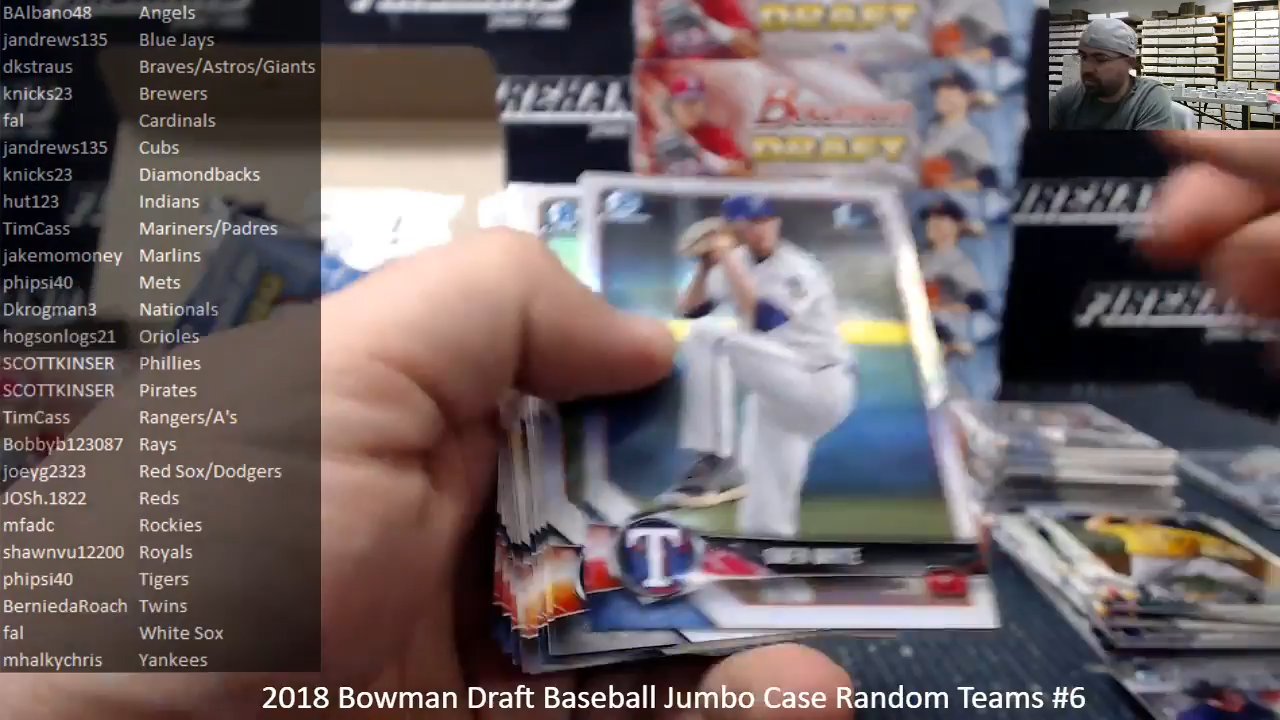 BAlbano48 Angels
jandrews135 Blue Jays
dkstraus Braves/Astros/Giants
knicks23 Brewers
fal Cardinals
jandrews135 Cubs
knicks23 Diamondbacks
hut123 Indians
TimCass Mariners/Padres
jakemomoney Marlins
phipsi40 Mets
Dkrogman3 Nationals
hogsonlogs21 Orioles
SCOTTKINSER Phillies
SCOTTKINSER Pirates
TimCass Rangers/A's
Bobbyb123087 Rays
joeyg2323 Red Sox/Dodgers
JOSh.1822 Reds
mfadc Rockies
shawnvu12200 Royals
phipsi40 Tigers
BerniedaRoach Twins
fal White Sox
mhalkychris Yankees
DRAFT
Bowman
DRAFT
T
2018 Bowman Draft Baseball Jumbo Case Random Teams #6